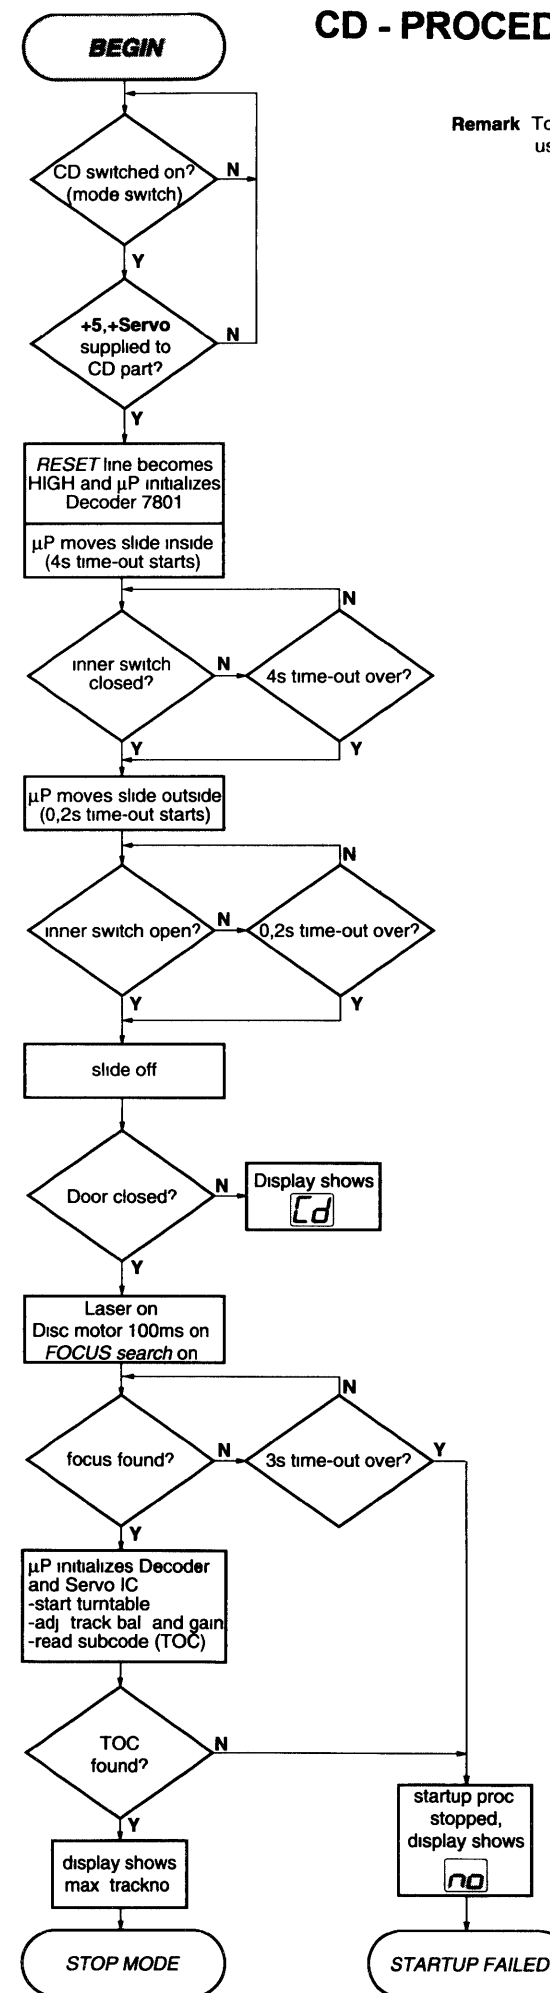 CD - PROCED
BEGIN
Remark To
us
CD switched on?
(mode switch)
N
Y
+5,+Servo
supplied to
CD part?
N
Y
RESET line becomes
HIGH and µP initializes
Decoder 7801
µP moves slide inside
(4s time-out starts)
N
inner switch
closed?
N
4s time-out over?
Y
Y
µP moves slide outside
(0,2s time-out starts)
N
inner switch open?
N
0,2s time-out over?
Y
Y
slide off
Door closed?
N
Display shows
Cd
Y
Laser on
Disc motor 100ms on
FOCUS search on
N
focus found?
N
3s time-out over?
Y
Y
µP initializes Decoder
and Servo IC
-start turntable
-adj track bal and gain
-read subcode (TOC)
TOC
found?
N
Y
startup proc
stopped,
display shows
no
display shows
max trackno
STOP MODE
STARTUP FAILED